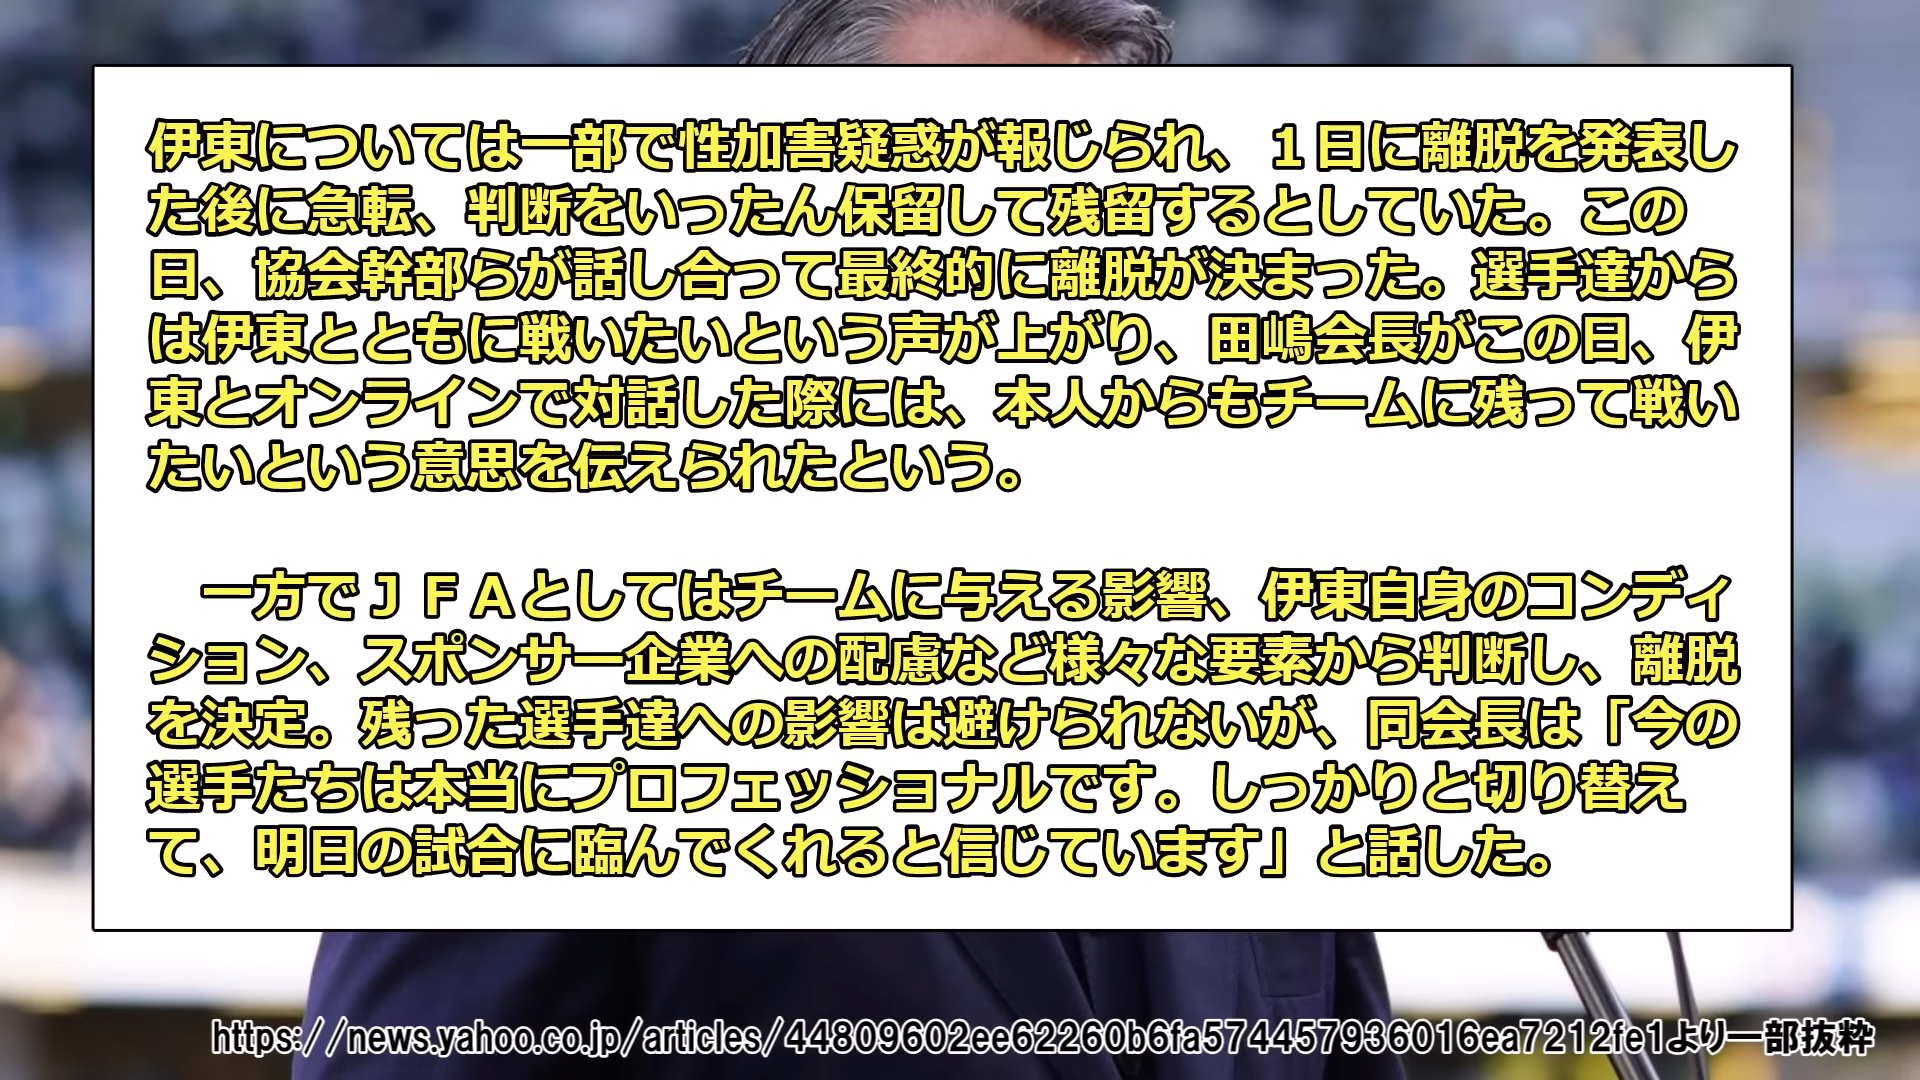 伊東については一部で性加害疑惑が報じられ、１日に離脱を発表し
た後に急転、判断をいったん保留して残留するとしていた。この
日、協会幹部らが話し合って最終的に離脱が決まった。選手達から
は伊東とともに戦いたいという声が上がり、田嶋会長がこの日、伊
東とオンラインで対話した際には、本人からもチームに残って戦い
たいという意思を伝えられたという。
　一方でＪＦＡとしてはチームに与える影響、伊東自身のコンディ
ション、スポンサー企業への配慮など様々な要素から判断し、離脱
を決定。残った選手達への影響は避けられないが、同会長は「今の
選手たちは本当にプロフェッショナルです。しっかりと切り替え
て、明日の試合に臨んでくれると信じています」と話した。
https://news.yahoo.co.jp/articles/44809602ee62260b6fa574457936016ea7212fe1より一部抜粋